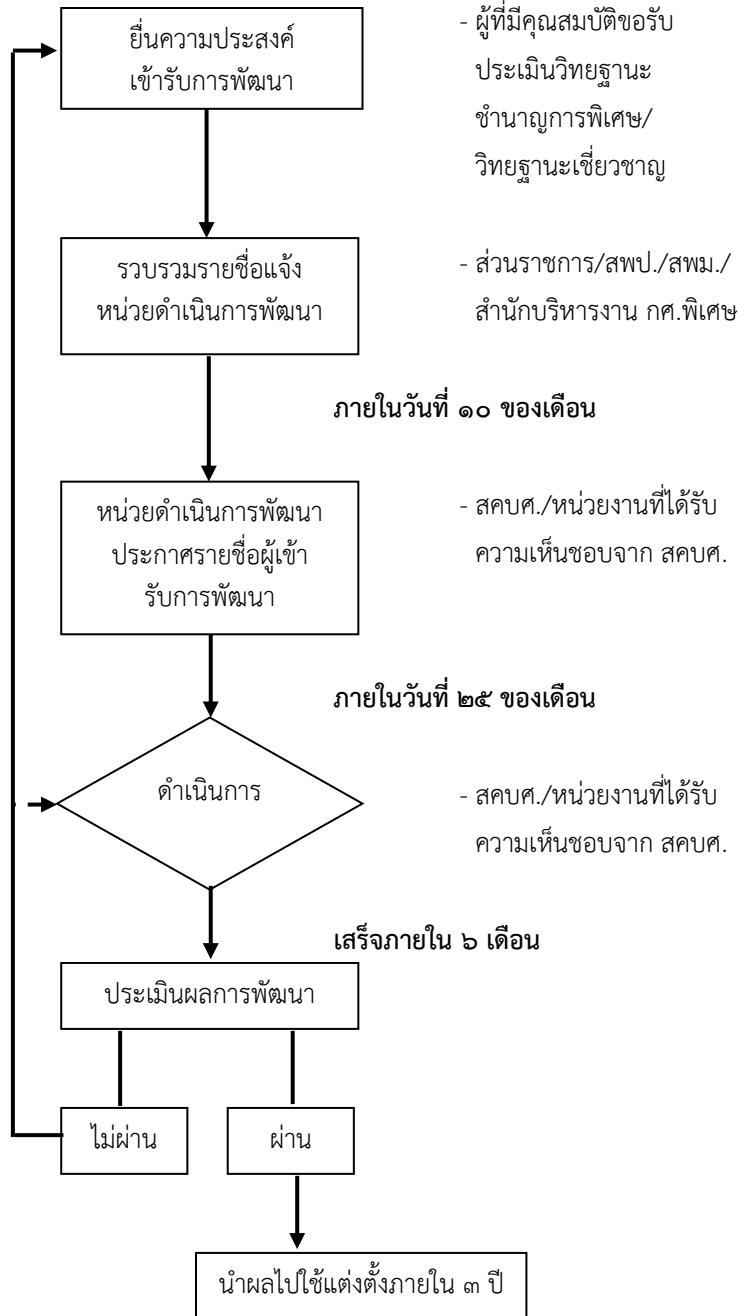 ยื่นความประสงค์
เข้ารับการพัฒนา
- ผู้ที่มีคุณสมบัติขอรับ
ประเมินวิทยฐานะ
ชำนาญการพิเศษ/
วิทยฐานะเชี่ยวชาญ
รวบรวมรายชื่อแจ้ง
หน่วยดำเนินการพัฒนา
- ส่วนราชการ/สพป./สพม./
สำนักบริหารงาน กศ.พิเศษ
ภายในวันที่ ๑๐ ของเดือน
หน่วยดำเนินการพัฒนา
ประกาศรายชื่อผู้เข้า
รับการพัฒนา
- สคบศ./หน่วยงานที่ได้รับ
ความเห็นชอบจาก สคบศ.
ภายในวันที่ ๒๕ ของเดือน
ดำเนินการ
- สคบศ./หน่วยงานที่ได้รับ
ความเห็นชอบจาก สคบศ.
เสร็จภายใน ๖ เดือน
ประเมินผลการพัฒนา
ไม่ผ่าน
ผ่าน
นำผลไปใช้แต่งตั้งภายใน ๓ ปี